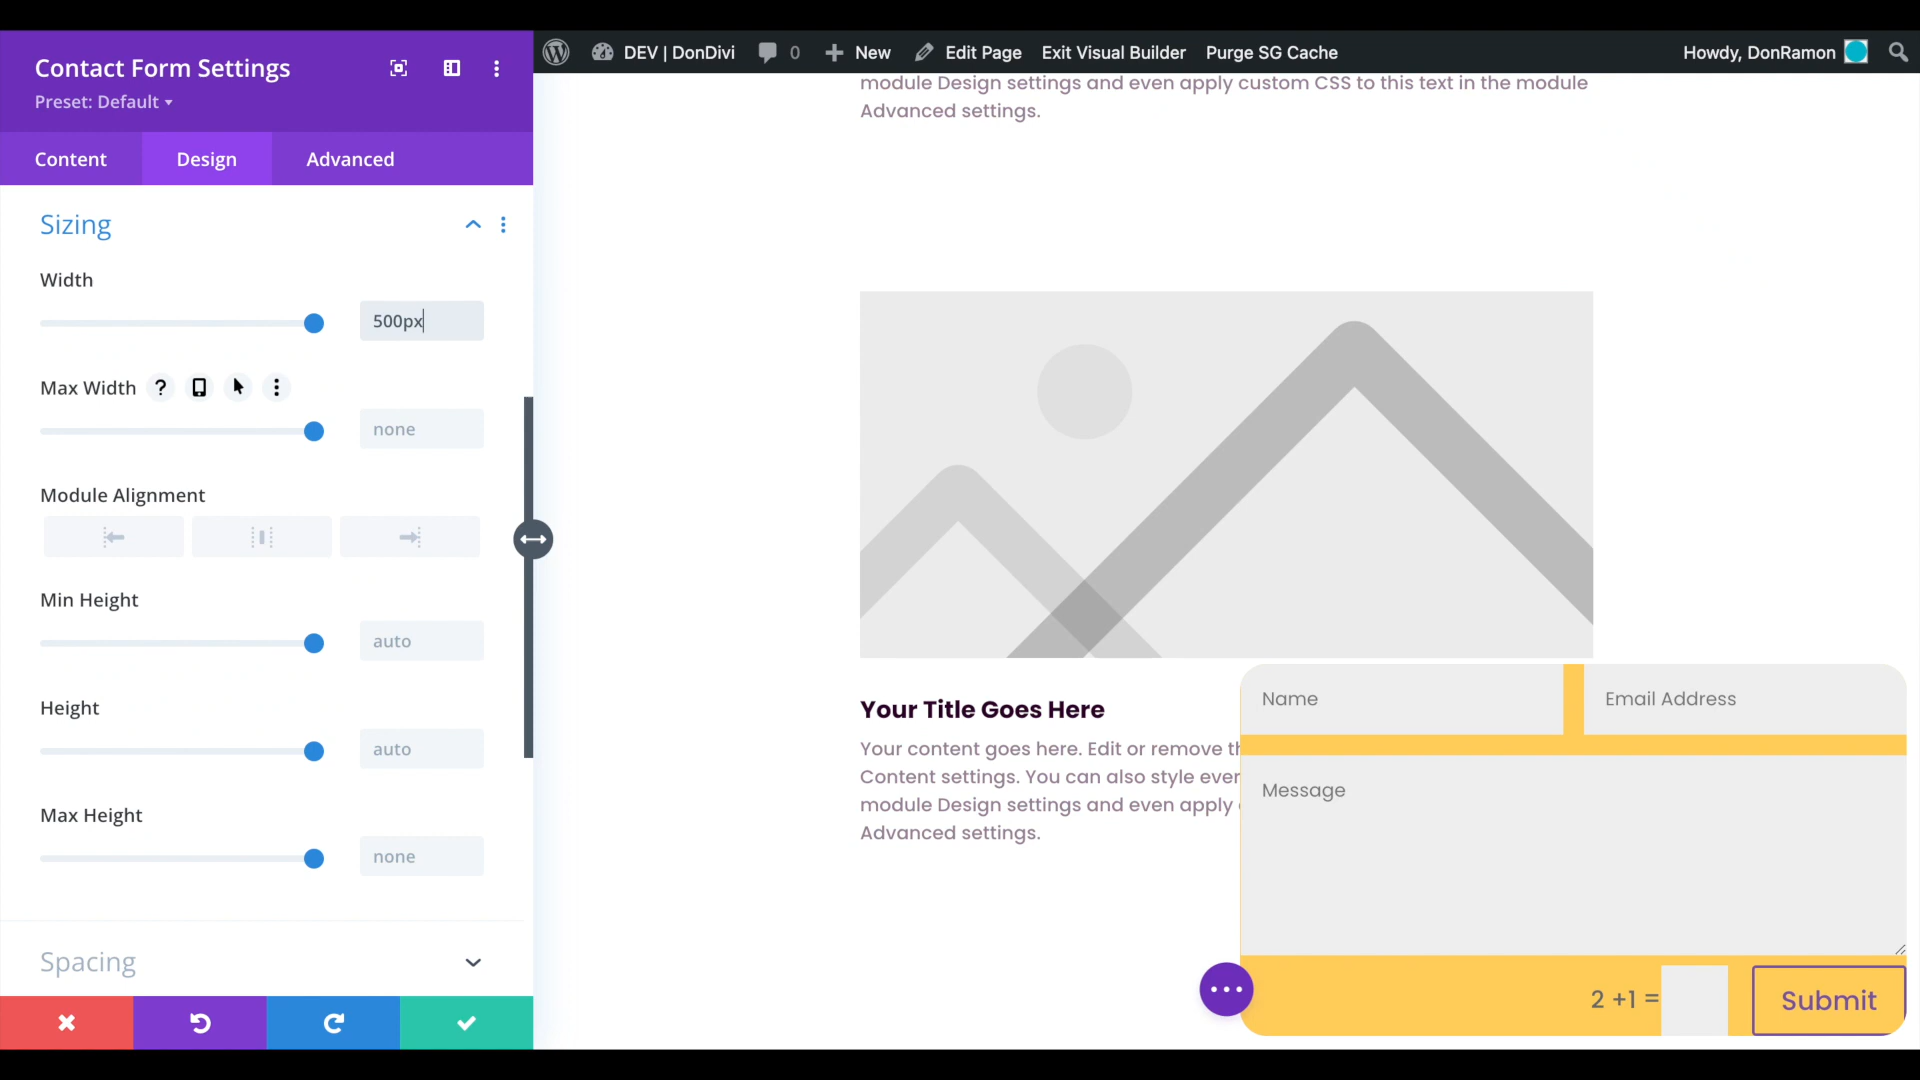 Contact Form Settings
Preset: Default
Content
Design
Advanced
Sizing
Width
500px
Max Width ?
none
Module Alignment
Min Height
auto
Height
auto
Max Height
none
Spacing
DEV | DonDivi
0
New
Edit Page
Exit Visual Builder
Purge SG Cache
Howdy, DonRamon
module Design settings and even apply custom CSS to this text in the module
Advanced settings.
Your Title Goes Here
Your content goes here. Edit or remove
Content settings. You can also style
module Design settings and even apply
Advanced settings.
Name
Email Address
Message
2 +1 =
Submit